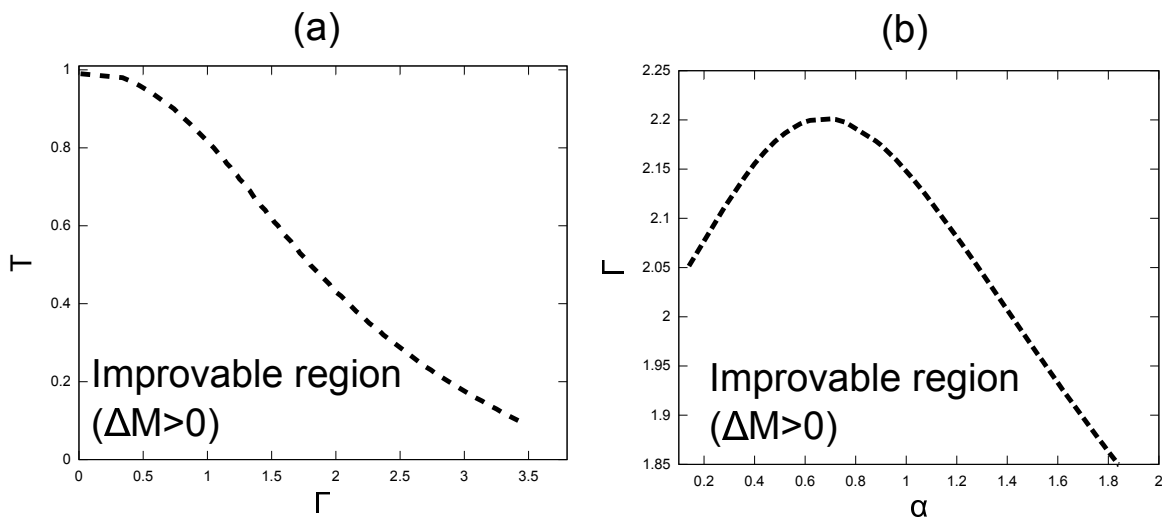 (a)
1
0.8
0.6
0.4
0.2
0
T
Improvable region
(ΔM>0)
0 0.5 1 1.5 2 2.5 3 3.5
Γ
(b)
2.25
2.2
2.15
2.1
2.05
2
1.95
1.9
1.85
Γ
Improvable region
(ΔM>0)
0.2 0.4 0.6 0.8 1.0 1.2 1.4 1.6 1.8 2
α